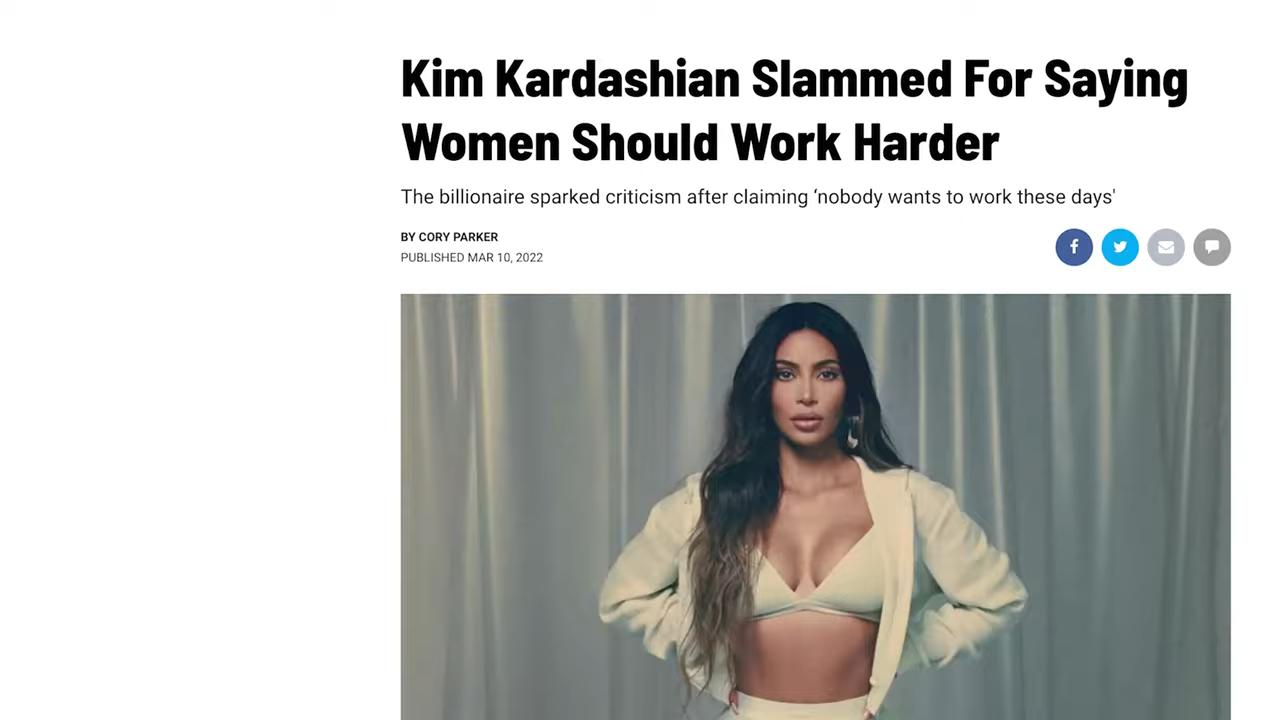 Kim Kardashian Slammed For Saying
Women Should Work Harder
The billionaire sparked criticism after claiming ‘nobody wants to work these days'
BY CORY PARKER
PUBLISHED MAR 10, 2022